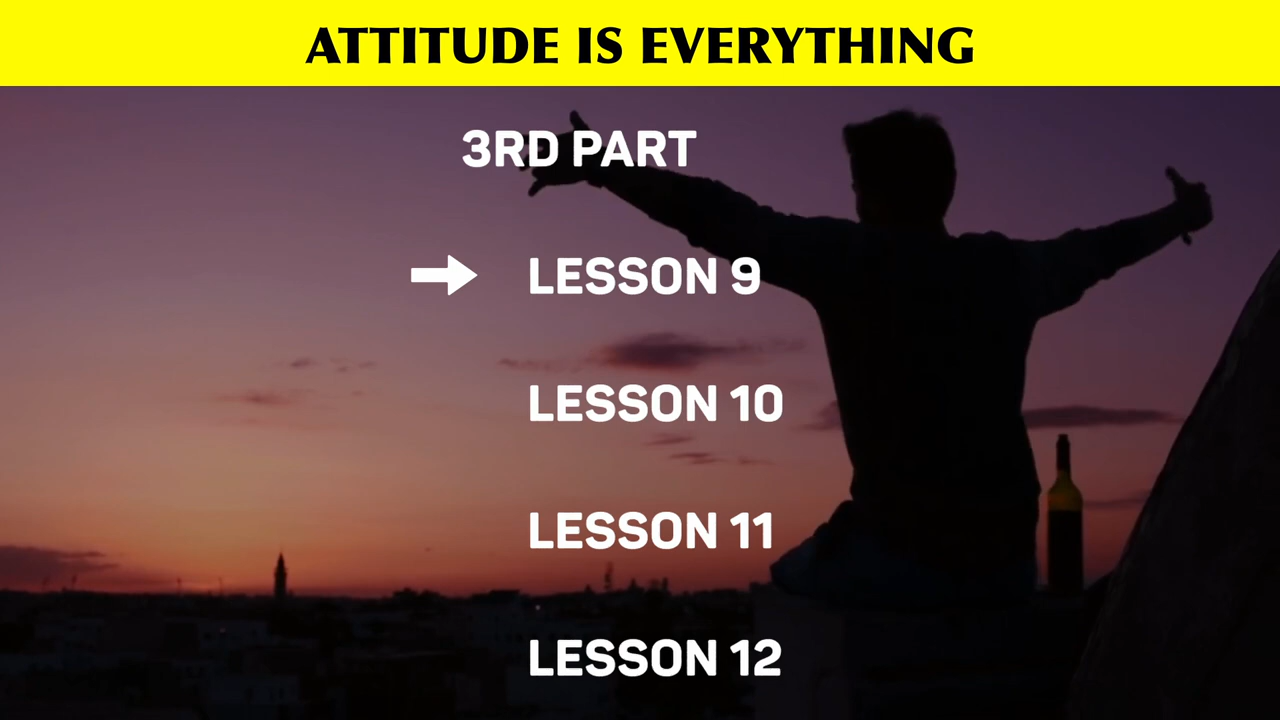 ATTITUDE IS EVERYTHING
3RD PART
LESSON 9
LESSON 10
LESSON 11
LESSON 12